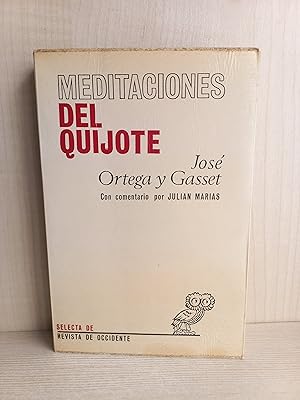 MEDITACIONES
DEL
QUIJOTE
José
Ortega y Gasset
Con comentario por JULIAN MARIAS
SELECTA DE
REVISTA DE OCCIDENTE